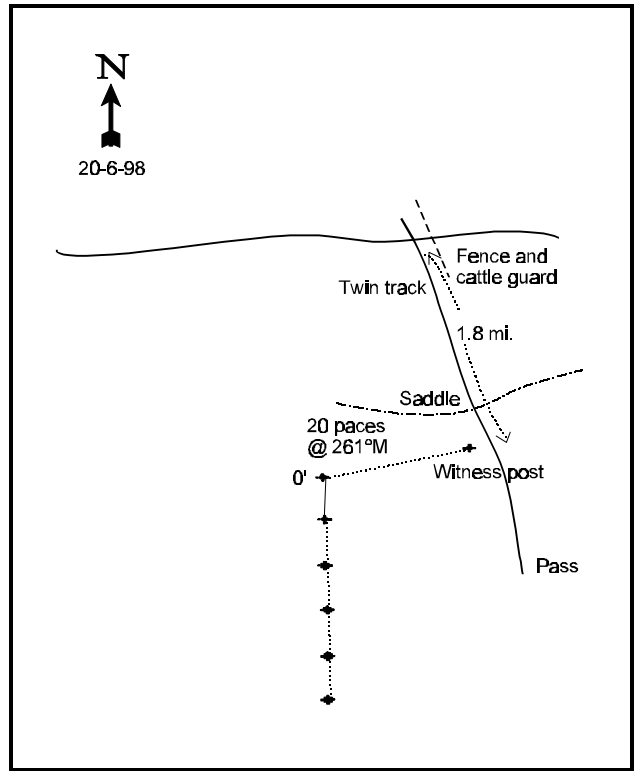 N
20-6-98
Fence and
cattle guard
Twin track
1.8 mi.
Saddle
20 paces
@ 261°M
0'
Witness post
Pass